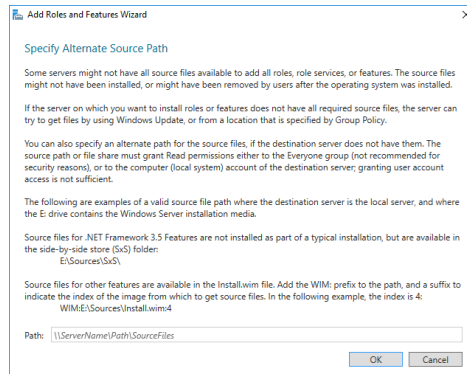 Add Roles and Features Wizard
Specify Alternate Source Path
Some servers might not have all source files available to add all roles, role services, or features. The source files
might not have been installed, or might have been removed by users after the operating system was installed.
If the server on which you want to install roles or features does not have all required source files, the server can
try to get files by using Windows Update, or from a location that is specified by Group Policy.
You can also specify an alternate path for the source files, if the destination server does not have them. The
source path or file share must grant Read permissions either to the Everyone group (not recommended for
security reasons), or to the computer (local system) account of the destination server; granting user account
access is not sufficient.
The following are examples of a valid source file path where the destination server is the local server, and where
the E: drive contains the Windows Server installation media.
Source files for .NET Framework 3.5 Features are not installed as part of a typical installation, but are available in
the side-by-side store (SxS) folder:
E:\Sources\SxS\
Source files for other features are available in the Install.wim file. Add the WIM: prefix to the path, and a suffix to
indicate the index of the image from which to get source files. In the following example, the index is 4:
WIM:E:\Sources\Install.wim:4
Path: \\ServerName\Path\SourceFiles
OK Cancel